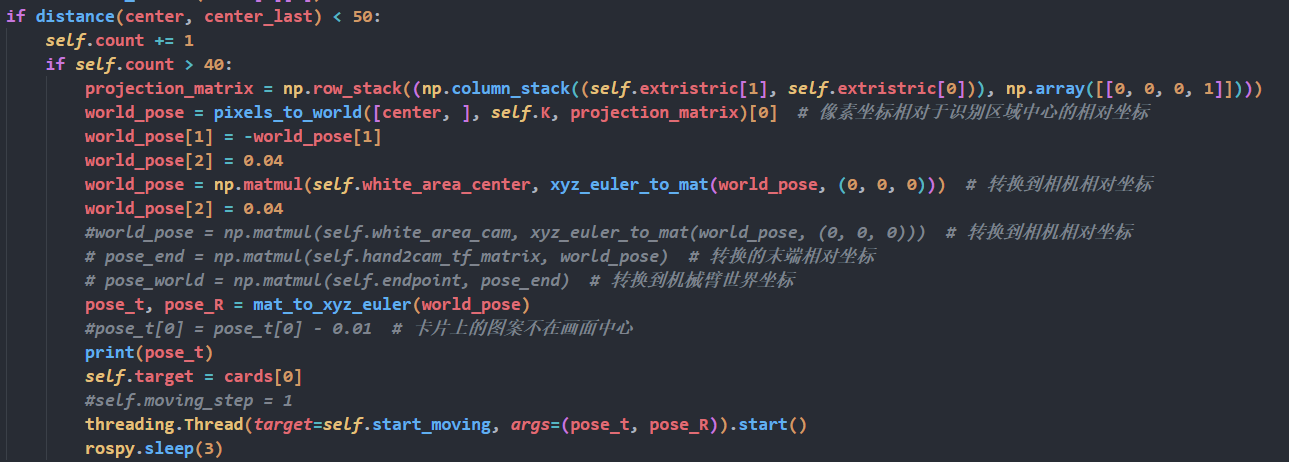 if distance(center, center_last) < 50:
    self.count += 1
    if self.count > 40:
        projection_matrix = np.row_stack((np.column_stack((self.extristric[1], self.extristric[0])), np.array([[0, 0, 0, 1]])))
        world_pose = pixels_to_world([center, ], self.K, projection_matrix)[0]  # 像素坐标相对于识别区域中心的相对坐标
        world_pose[1] = -world_pose[1]
        world_pose[2] = 0.04
        world_pose = np.matmul(self.white_area_center, xyz_euler_to_mat(world_pose, (0, 0, 0)))  # 转换到相机相对坐标
        world_pose[2] = 0.04
        #world_pose = np.matmul(self.white_area_cam, xyz_euler_to_mat(world_pose, (0, 0, 0)))  # 转换到相机相对坐标
        # pose_end = np.matmul(self.hand2cam_tf_matrix, world_pose)  # 转换的末端相对坐标
        # pose_world = np.matmul(self.endpoint, pose_end)  # 转换到机械臂世界坐标
        pose_t, pose_R = mat_to_xyz_euler(world_pose)
        #pose_t[0] = pose_t[0] - 0.01  # 卡片上的图案不在画面中心
        print(pose_t)
        self.target = cards[0]
        #self.moving_step = 1
        threading.Thread(target=self.start_moving, args=(pose_t, pose_R)).start()
        rospy.sleep(3)